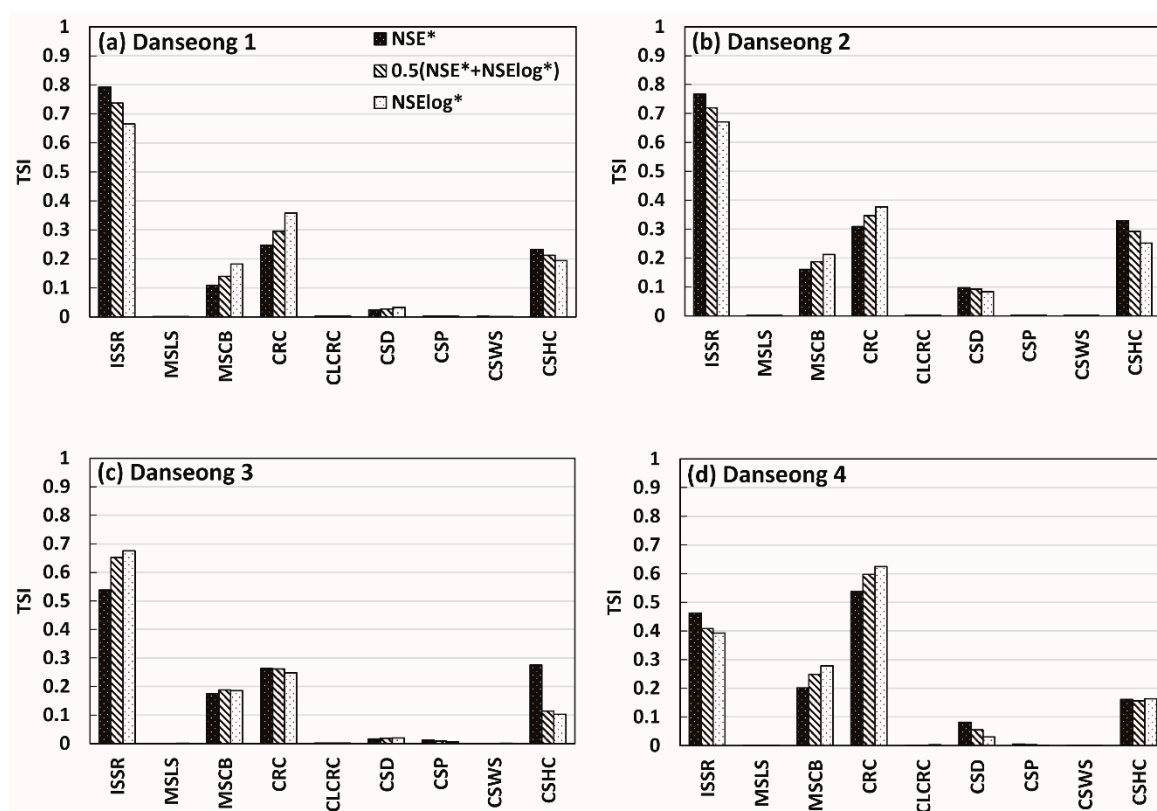 (a) Danseong 1
NSE*
0.5(NSE*+NSElog*)
NSElog*
TSI
1
0.9
0.8
0.7
0.6
0.5
0.4
0.3
0.2
0.1
0
ISSR
MSLS
MSCB
CRC
CLCRC
CSD
CSP
CSWS
CSHC
(b) Danseong 2
TSI
1
0.9
0.8
0.7
0.6
0.5
0.4
0.3
0.2
0.1
0
ISSR
MSLS
MSCB
CRC
CLCRC
CSD
CSP
CSWS
CSHC
(c) Danseong 3
TSI
1
0.9
0.8
0.7
0.6
0.5
0.4
0.3
0.2
0.1
0
ISSR
MSLS
MSCB
CRC
CLCRC
CSD
CSP
CSWS
CSHC
(d) Danseong 4
TSI
1
0.9
0.8
0.7
0.6
0.5
0.4
0.3
0.2
0.1
0
ISSR
MSLS
MSCB
CRC
CLCRC
CSD
CSP
CSWS
CSHC